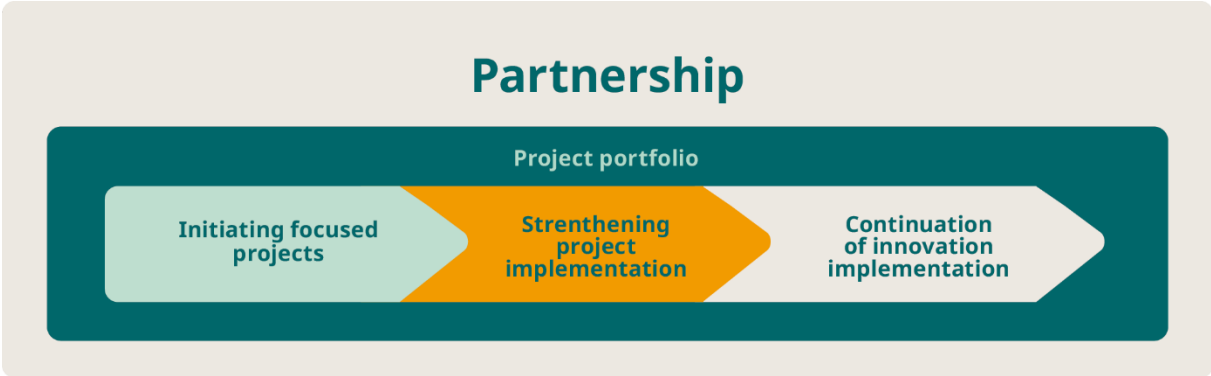 Partnership
Project portfolio
Initiating focused
projects
Strenthening
project
implementation
Continuation
of innovation
implementation